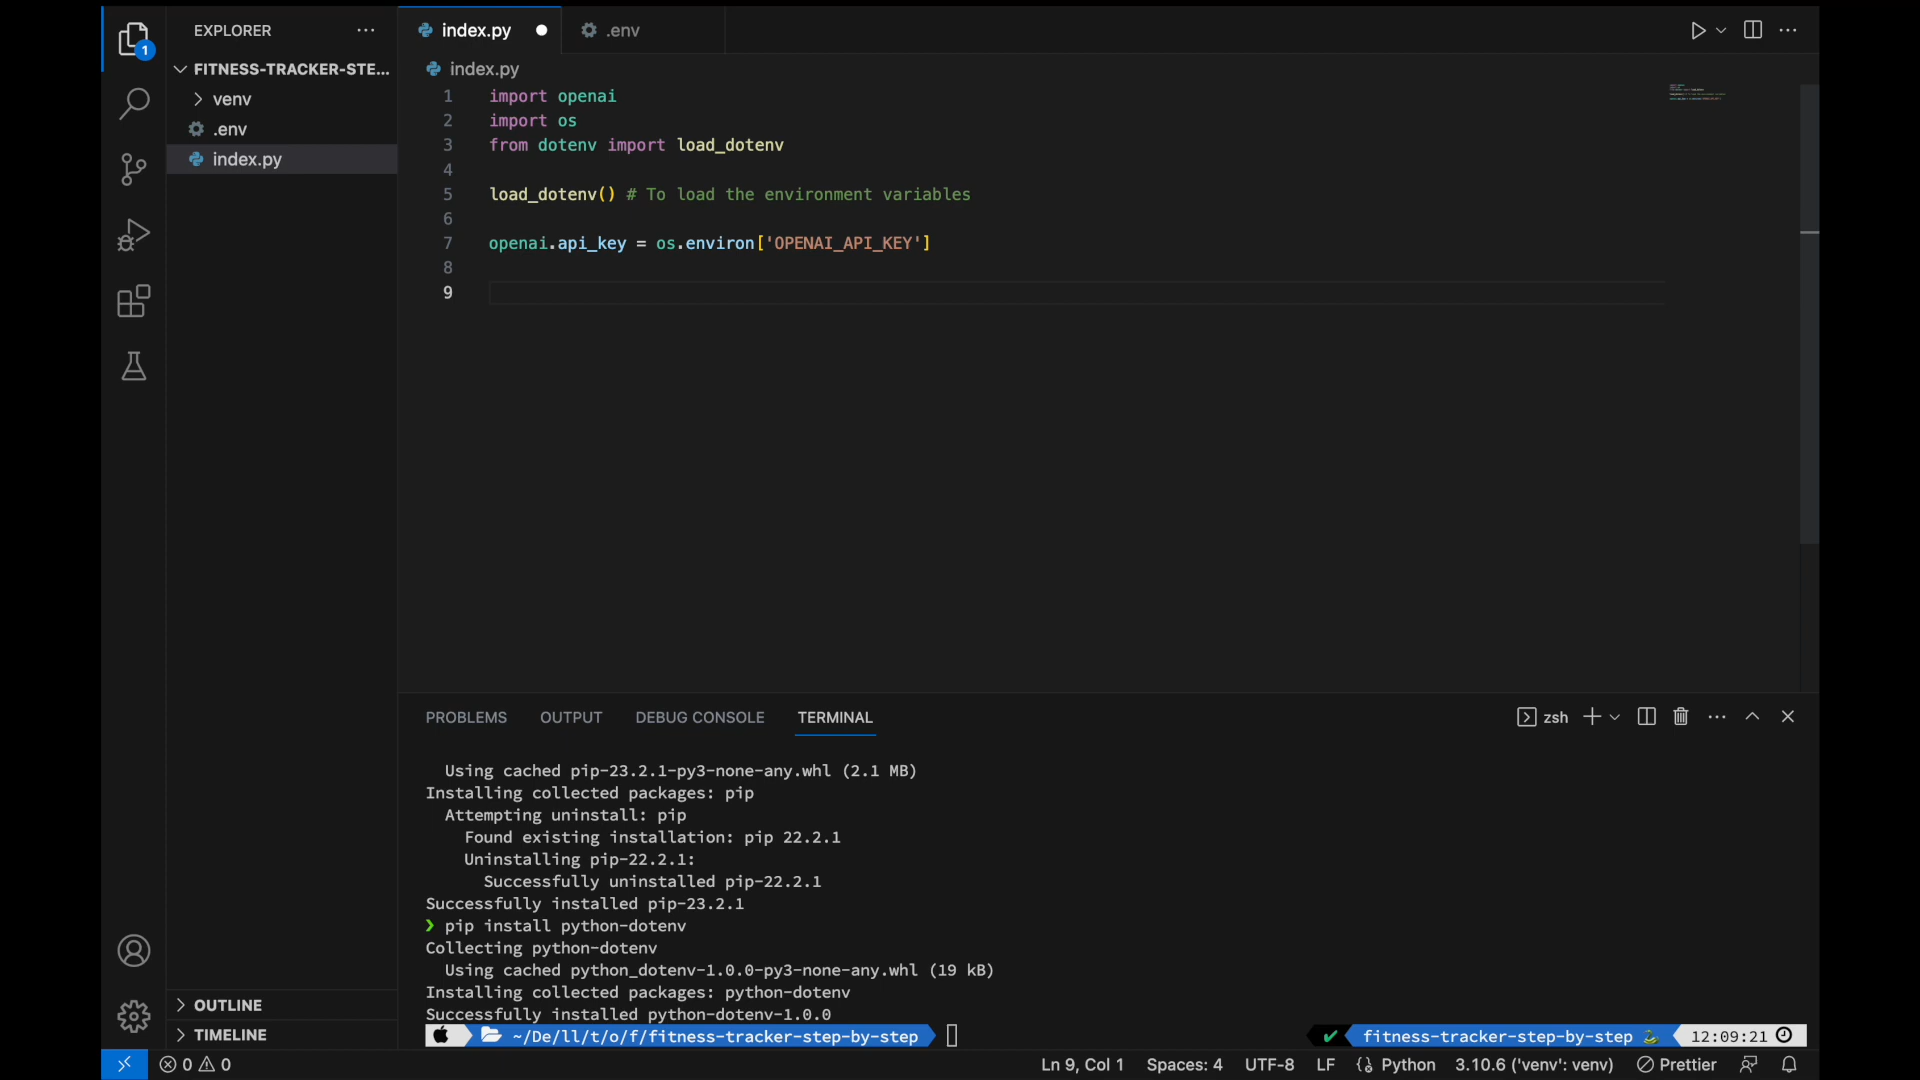 1
EXPLORER
FITNESS-TRACKER-STE...
venv
.env
index.py
OUTLINE
TIMELINE
index.py
.env
index.py
1 import openai
2 import os
3 from dotenv import load_dotenv
4
5 load_dotenv() # To load the environment variables
6
7 openai.api_key = os.environ['OPENAI_API_KEY']
8
9
PROBLEMS OUTPUT DEBUG CONSOLE TERMINAL
zsh
Using cached pip-23.2.1-py3-none-any.whl (2.1 MB)
Installing collected packages: pip
Attempting uninstall: pip
Found existing installation: pip 22.2.1
Uninstalling pip-22.2.1:
Successfully uninstalled pip-22.2.1
Successfully installed pip-23.2.1
❯ pip install python-dotenv
Collecting python-dotenv
Using cached python_dotenv-1.0.0-py3-none-any.whl (19 kB)
Installing collected packages: python-dotenv
Successfully installed python-dotenv-1.0.0
~/De/ll/t/o/f/fitness-tracker-step-by-step
fitness-tracker-step-by-step
12:09:21
0 0
Ln 9, Col 1 Spaces: 4 UTF-8 LF Python 3.10.6 ('venv': venv) Prettier